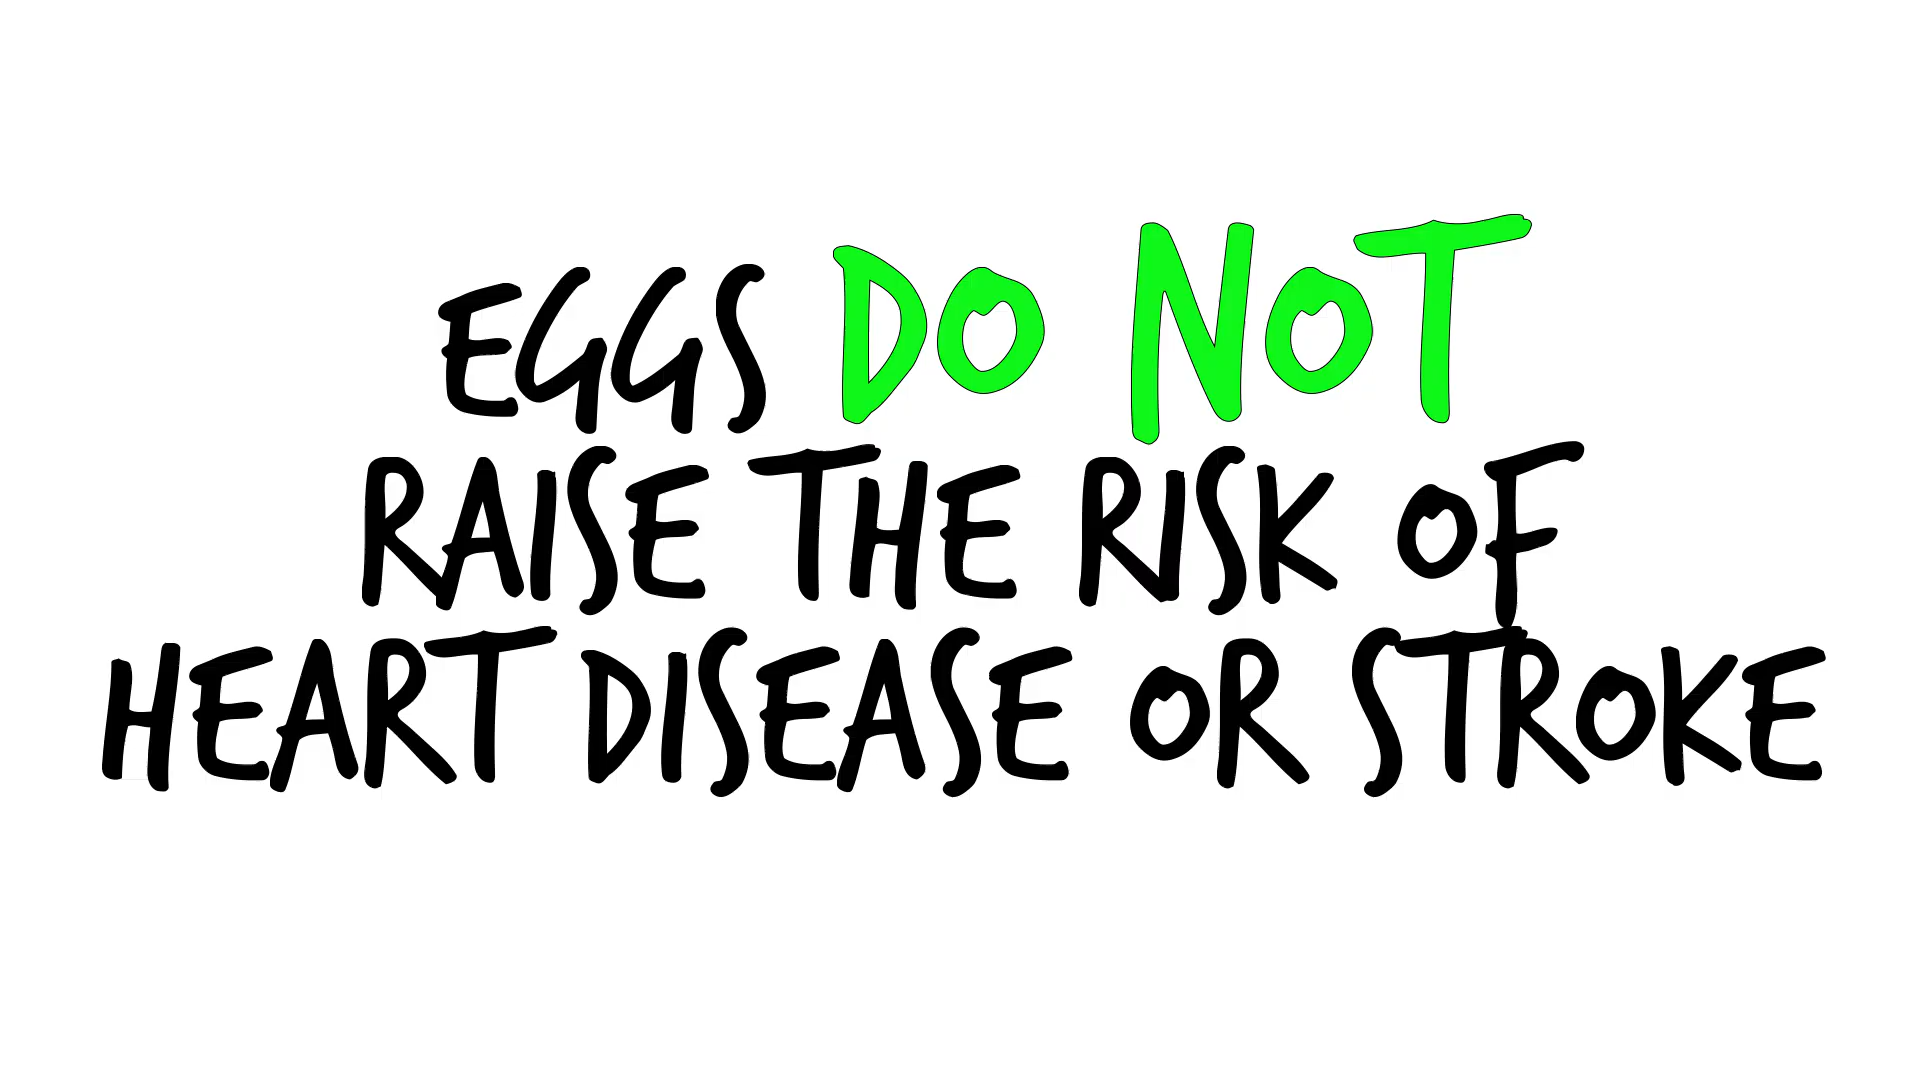 EGGS DO NOT
RAISE THE RISK OF
HEART DISEASE OR STROKE